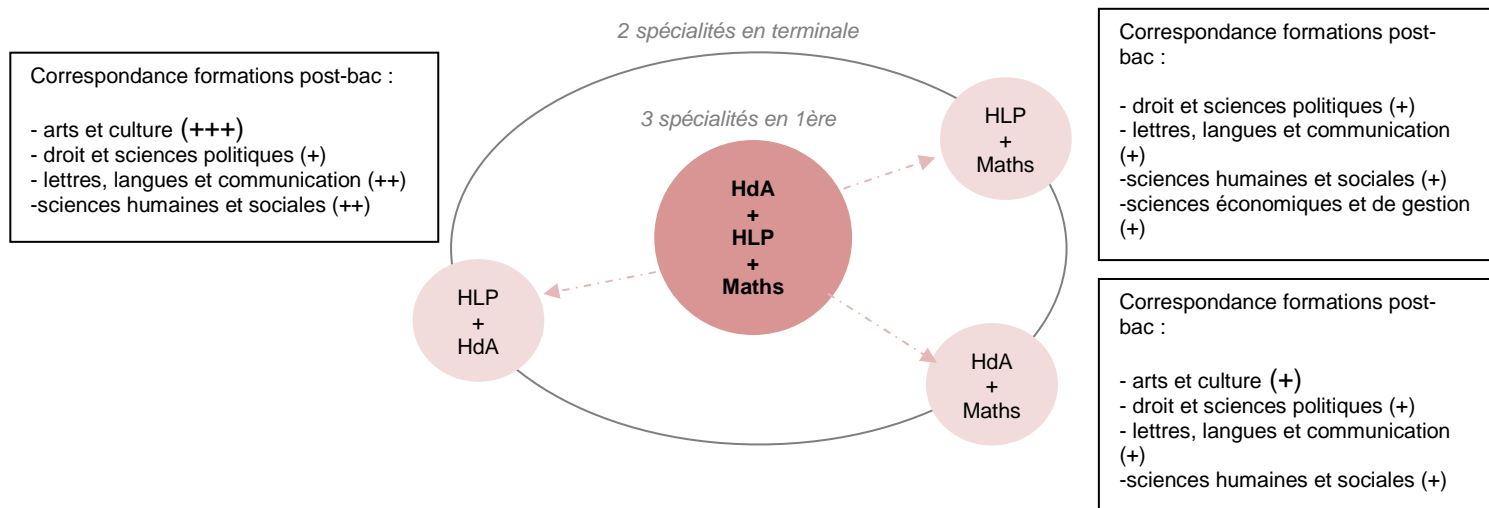 2 spécialités en terminale
3 spécialités en 1ère
Correspondance formations post-bac :
- arts et culture (+++)
- droit et sciences politiques (+)
- lettres, langues et communication (++)
-sciences humaines et sociales (++)
HdA
+
HLP
+
Maths
HLP
+
HdA
HLP
+
Maths
HdA
+
Maths
Correspondance formations post-
bac :
- droit et sciences politiques (+)
- lettres, langues et communication
(+)
-sciences humaines et sociales (+)
-sciences économiques et de gestion
(+)
Correspondance formations post-
bac :
- arts et culture (+)
- droit et sciences politiques (+)
- lettres, langues et communication
(+)
-sciences humaines et sociales (+)